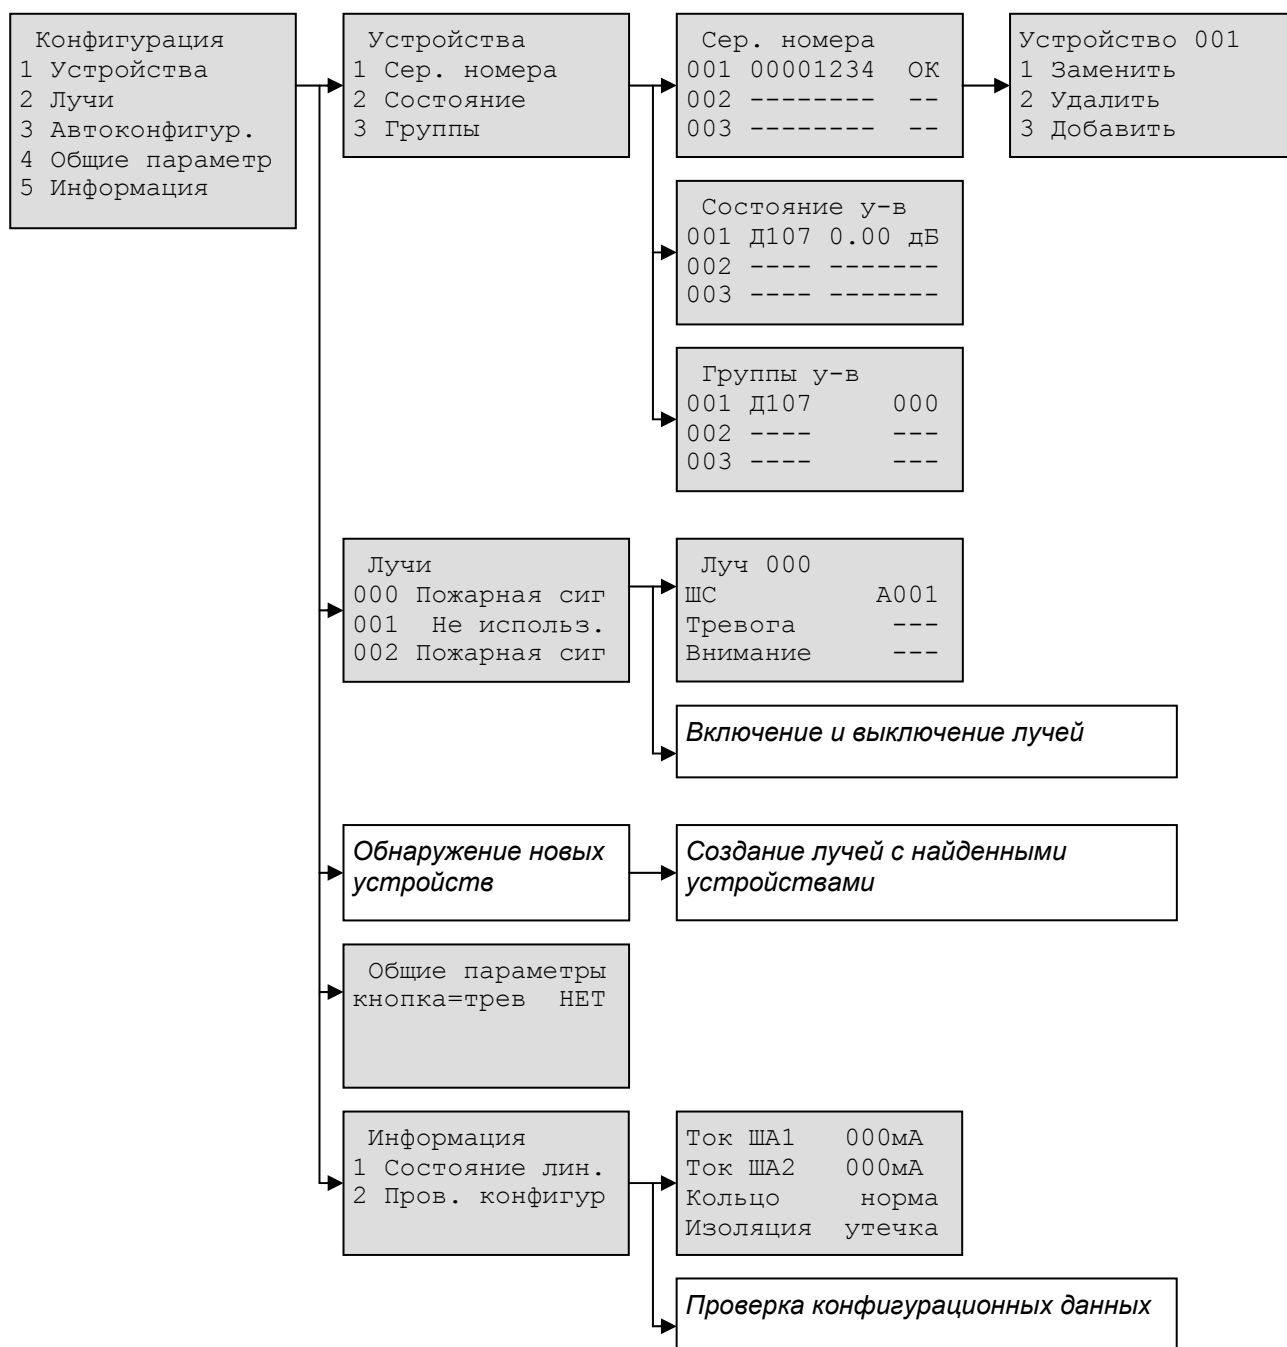 Конфигурация
1 Устройства
2 Лучи
3 Автоконфигур.
4 Общие параметр
5 Информация
Устройства
1 Сер. номера
2 Состояние
3 Группы
Сер. номера
001 00001234 ОК
002 -------- --
003 -------- --
Устройство 001
1 Заменить
2 Удалить
3 Добавить
Состояние у-в
001 Д107 0.00 дБ
002 ---- -------
003 ---- -------
Группы у-в
001 Д107 000
002 ---- ---
003 ---- ---
Лучи
000 Пожарная сиг
001 Не использ.
002 Пожарная сиг
Луч 000
ШС А001
Тревога ---
Внимание ---
Включение и выключение лучей
Обнаружение новых
устройств
Создание лучей с найденными
устройствами
Общие параметры
кнопка=трев НЕТ
Информация
1 Состояние лин.
2 Пров. конфигур
Ток ША1 000мА
Ток ША2 000мА
Кольцо норма
Изоляция утечка
Проверка конфигурационных данных